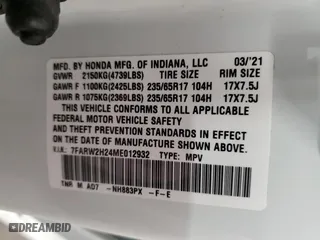 MFD. BY HONDA MFG. OF INDIANA, LLC 03/'21
GVWR 2150KG(4739LBS) TIRE SIZE RIM SIZE
GAWR F 1100KG(2425LBS) 235/65R17 104H 17X7.5J
GAWR R 1075KG(2369LBS) 235/65R17 104H 17X7.5J
THIS VEHICLE CONFORMS TO ALL APPLICABLE
FEDERAL MOTOR VEHICLE SAFETY AND THEFT
PREVENTION STANDARDS IN EFFECT ON THE DATE OF
MANUFACTURE SHOWN ABOVE.
VIN: 7FARW2H24ME012932 TYPE: MPV
TNR M A07 -NH883PX -F-E
D DATAONE.COM